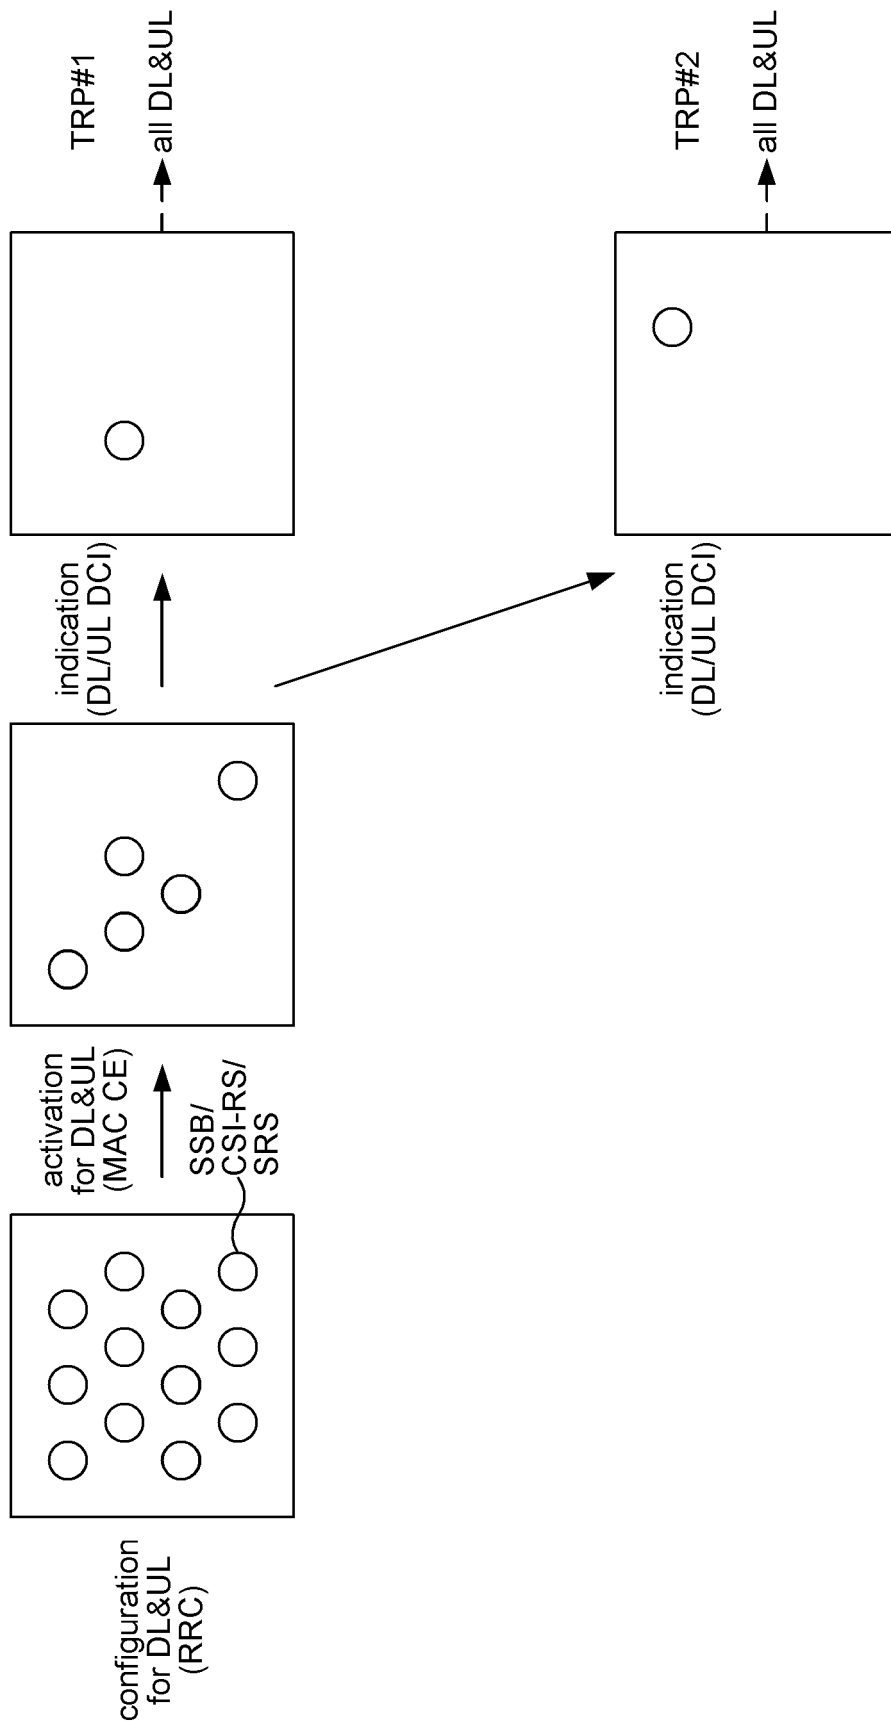 configuration
for DL&UL
(RRC)
activation
for DL&UL
(MAC CE)
SSB/
CSI-RS/
SRS
indication
(DL/UL DCI)
TRP#1
all DL&UL
indication
(DL/UL DCI)
TRP#2
all DL&UL